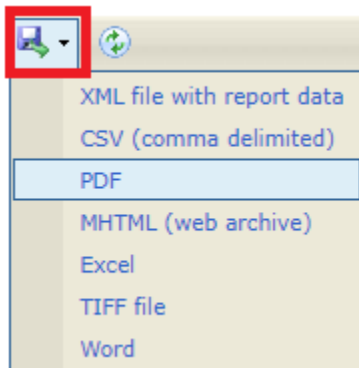 XML file with report data
CSV (comma delimited)
PDF
MHTML (web archive)
Excel
TIFF file
Word